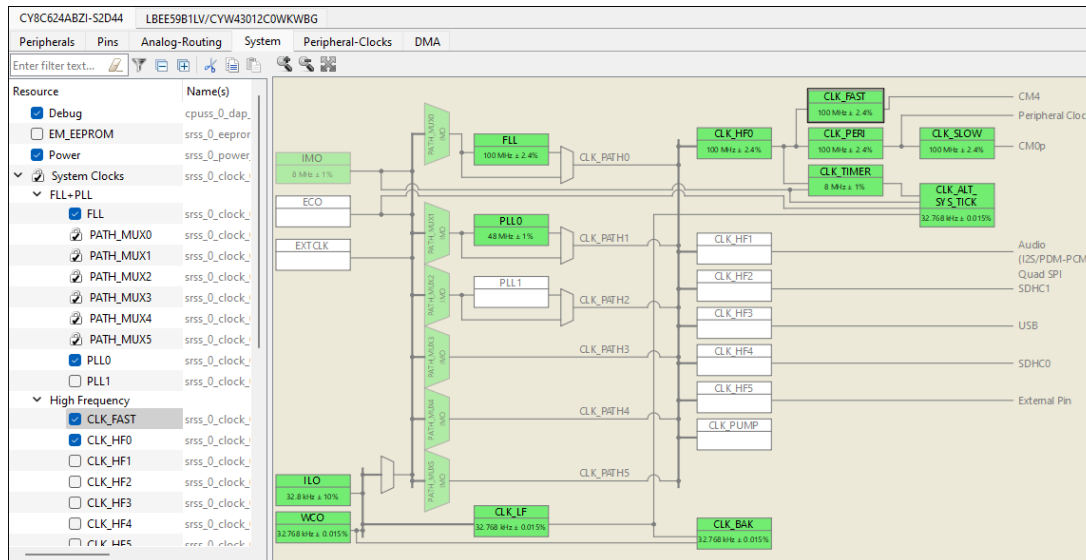 CY8C624ABZI-S2D44 LBEE59B1LV/CYW43012C0WKWBG
Peripherals Pins Analog-Routing System Peripheral-Clocks DMA
Enter filter text...
Resource Name(s)
Debug cpuss_0_dap_
EM_EEPROM srss_0_eepror
Power srss_0_power_
System Clocks srss_0_clock_
FLL+PLL
FLL srss_0_clock_
PATH_MUX0 srss_0_clock_
PATH_MUX1 srss_0_clock_
PATH_MUX2 srss_0_clock_
PATH_MUX3 srss_0_clock_
PATH_MUX4 srss_0_clock_
PATH_MUX5 srss_0_clock_
PLL0 srss_0_clock_
PLL1 srss_0_clock_
High Frequency
CLK_FAST srss_0_clock_
CLK_HF0 srss_0_clock_
CLK_HF1 srss_0_clock_
CLK_HF2 srss_0_clock_
CLK_HF3 srss_0_clock_
CLK_HF4 srss_0_clock_
CLK_HF5 srss_0_clock_
IMO
8 MHz ± 1%
ECO
EXTCLK
ILO
32.8 kHz ± 10%
WCO
32.768 kHz ± 0.015%
PATH_MUX0
IMO
PATH_MUX1
IMO
PATH_MUX2
IMO
PATH_MUX3
IMO
PATH_MUX4
IMO
PATH_MUX5
IMO
FLL
100 MHz ± 2.4%
PLL0
48 MHz ± 1%
PLL1
CLK_LF
32.768 kHz ± 0.015%
CLK_PATH0
CLK_PATH1
CLK_PATH2
CLK_PATH3
CLK_PATH4
CLK_PATH5
CLK_HF0
100 MHz ± 2.4%
CLK_HF1
CLK_HF2
CLK_HF3
CLK_HF4
CLK_HF5
CLK_PUMP
CLK_BAK
32.768 kHz ± 0.015%
CLK_FAST
100 MHz ± 2.4%
CLK_PERI
100 MHz ± 2.4%
CLK_TIMER
8 MHz ± 1%
CLK_SLOW
100 MHz ± 2.4%
CLK_ALT_
SYS_TICK
32.768 kHz ± 0.015%
CM4
Peripheral Cloc
CM0p
Audio
(I2S/PDM-PCM
Quad SPI
SDHC1
USB
SDHC0
External Pin